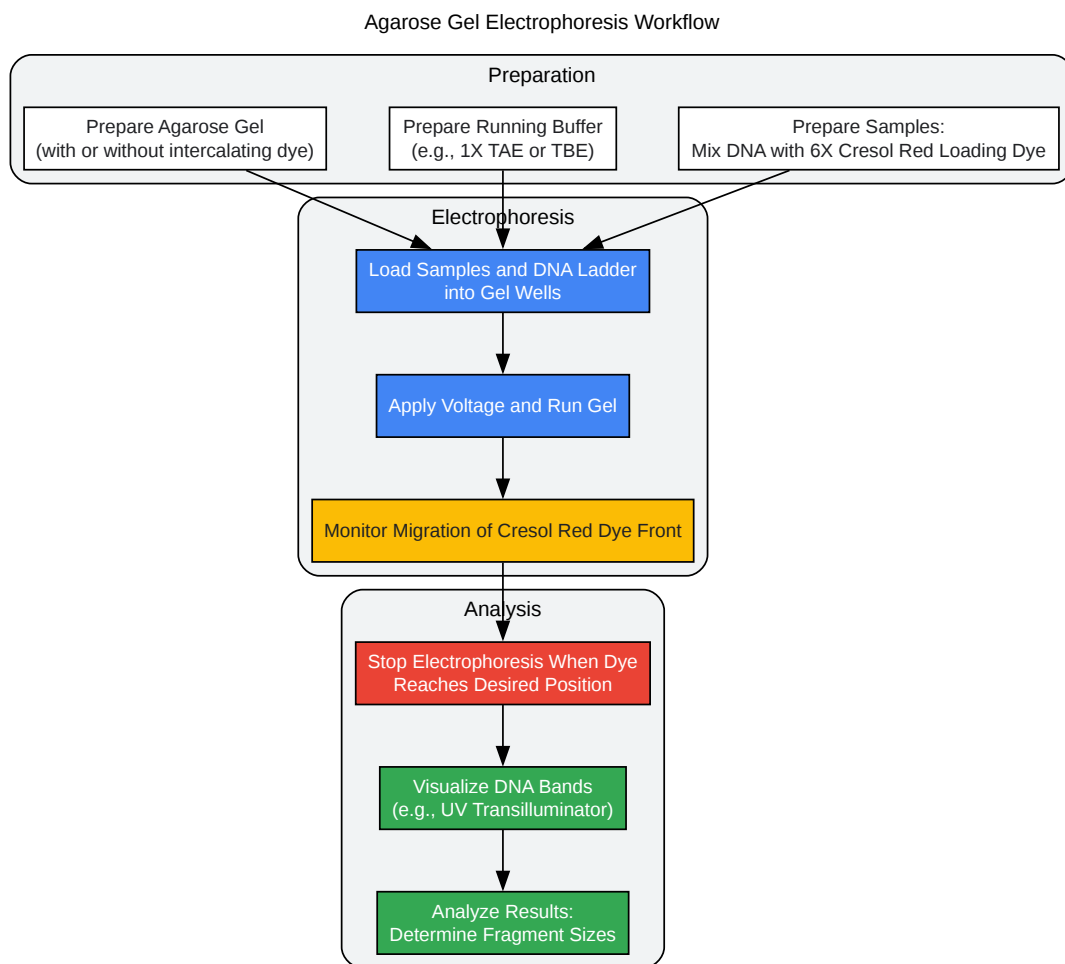 Agarose Gel Electrophoresis Workflow
Preparation
Prepare Agarose Gel
(with or without intercalating dye)
Prepare Running Buffer
(e.g., 1X TAE or TBE)
Prepare Samples:
Mix DNA with 6X Cresol Red Loading Dye
Electrophoresis
Load Samples and DNA Ladder
into Gel Wells
Apply Voltage and Run Gel
Monitor Migration of Cresol Red Dye Front
Analysis
Stop Electrophoresis When Dye
Reaches Desired Position
Visualize DNA Bands
(e.g., UV Transilluminator)
Analyze Results:
Determine Fragment Sizes